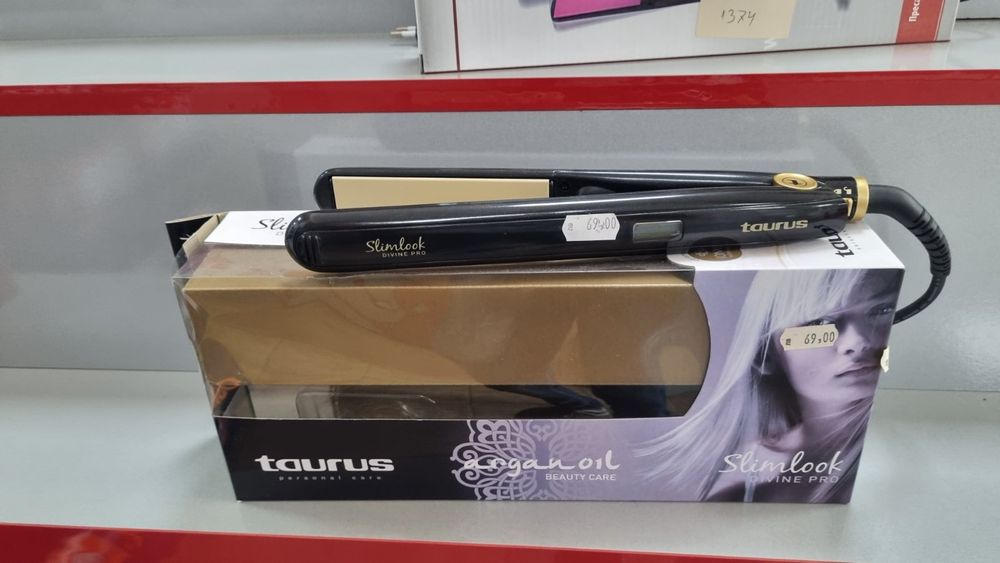 1374
Преса
Slimlook
DIVINE PRO
69,00
taurus
69,00
taurus
personal care
argan oil
BEAUTY CARE
Slimlook
DIVINE PRO